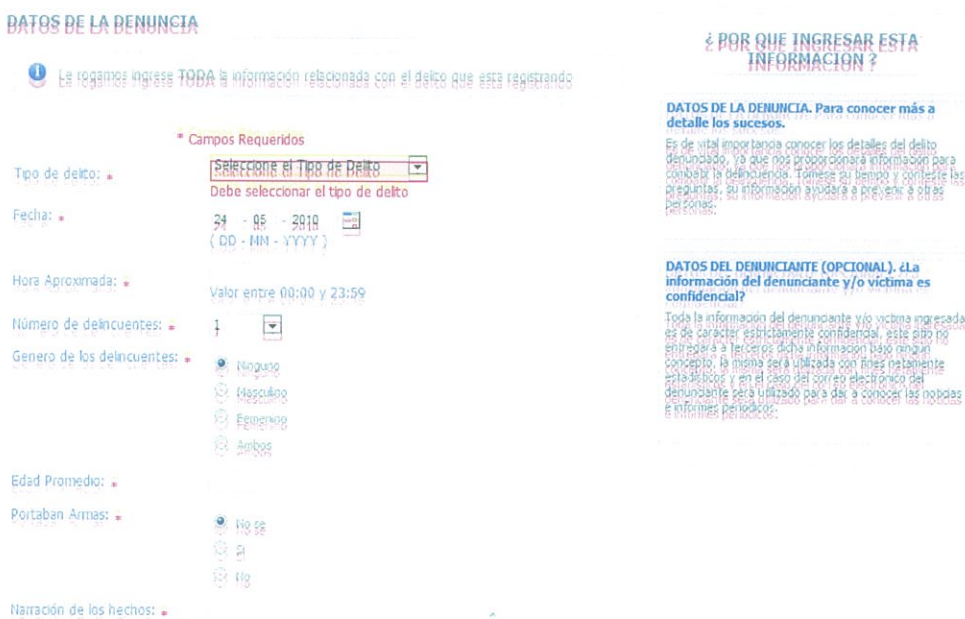 DATOS DE LA DENUNCIA
Le rogamos ingrese TODA la información relacionada con el delito que esta registrando
* Campos Requeridos
Tipo de delito: *
Seleccione el Tipo de Delito
Debe seleccionar el tipo de delito
Fecha: *
24 - 05 - 2010
( DD - MM - YYYY )
Hora Aproximada: *
Valor entre 00:00 y 23:59
Número de delincuentes: *
1
Genero de los delincuentes: *
Ninguno
Masculino
Femenino
Ambos
Edad Promedio: *
Portaban Armas: *
No se
Si
No
Narración de los hechos: *
¿ POR QUE INGRESAR ESTA
INFORMACION ?
DATOS DE LA DENUNCIA. Para conocer más a
detalle los sucesos.
Es de vital importancia conocer los detalles del delito
denunciado, ya que nos proporcionará información para
combatir la delincuencia. Tómese su tiempo y conteste las
preguntas, su información ayudará a prevenir a otras
personas.
DATOS DEL DENUNCIANTE (OPCIONAL). ¿La
información del denunciante y/o víctima es
confidencial?
Toda la información del denunciante y/o victima ingresada
es de carácter estrictamente confidencial, este sitio no
entregará a terceros dicha información bajo ningún
concepto, la misma será utilizada con fines netamente
estadísticos y en el caso del correo electrónico del
denunciante será utilizado para dar a conocer las noticias
e informes periódicos.